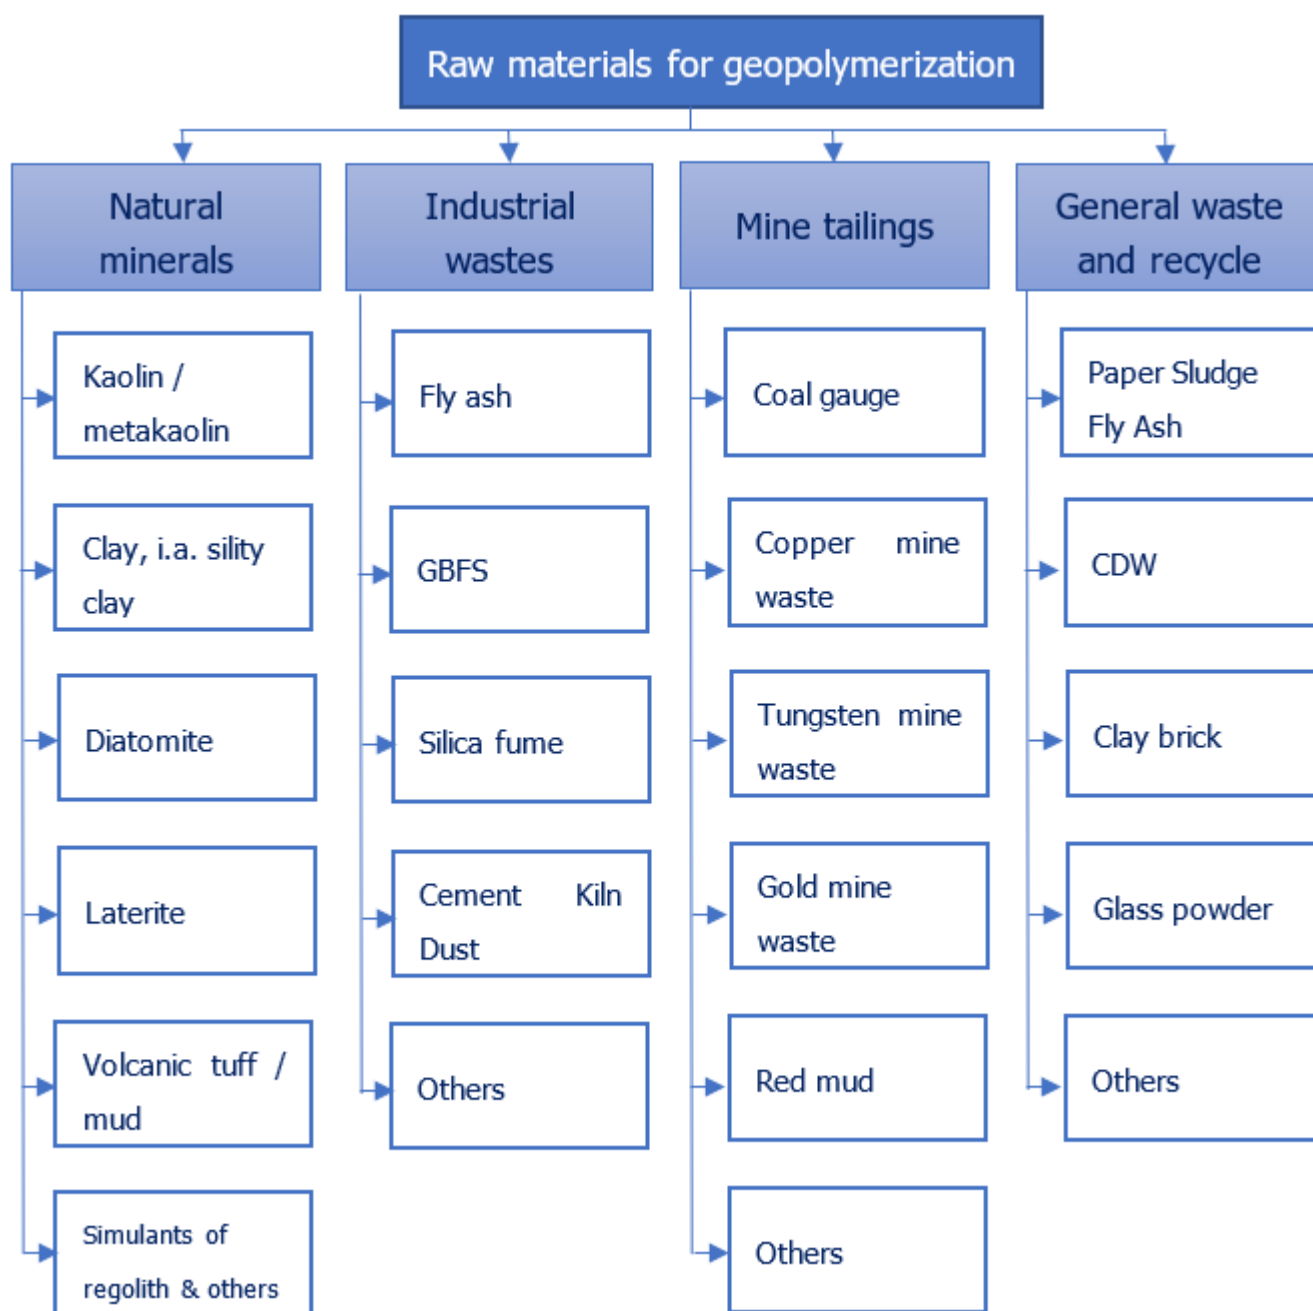 Raw materials for geopolymerization
Natural
minerals
Kaolin /
metakaolin
Clay, i.a. sility
clay
Diatomite
Laterite
Volcanic tuff /
mud
Simulants of
regolith & others
Industrial
wastes
Fly ash
GBFS
Silica fume
Cement Kiln
Dust
Others
Mine tailings
Coal gauge
Copper mine
waste
Tungsten mine
waste
Gold mine
waste
Red mud
Others
General waste
and recycle
Paper Sludge
Fly Ash
CDW
Clay brick
Glass powder
Others